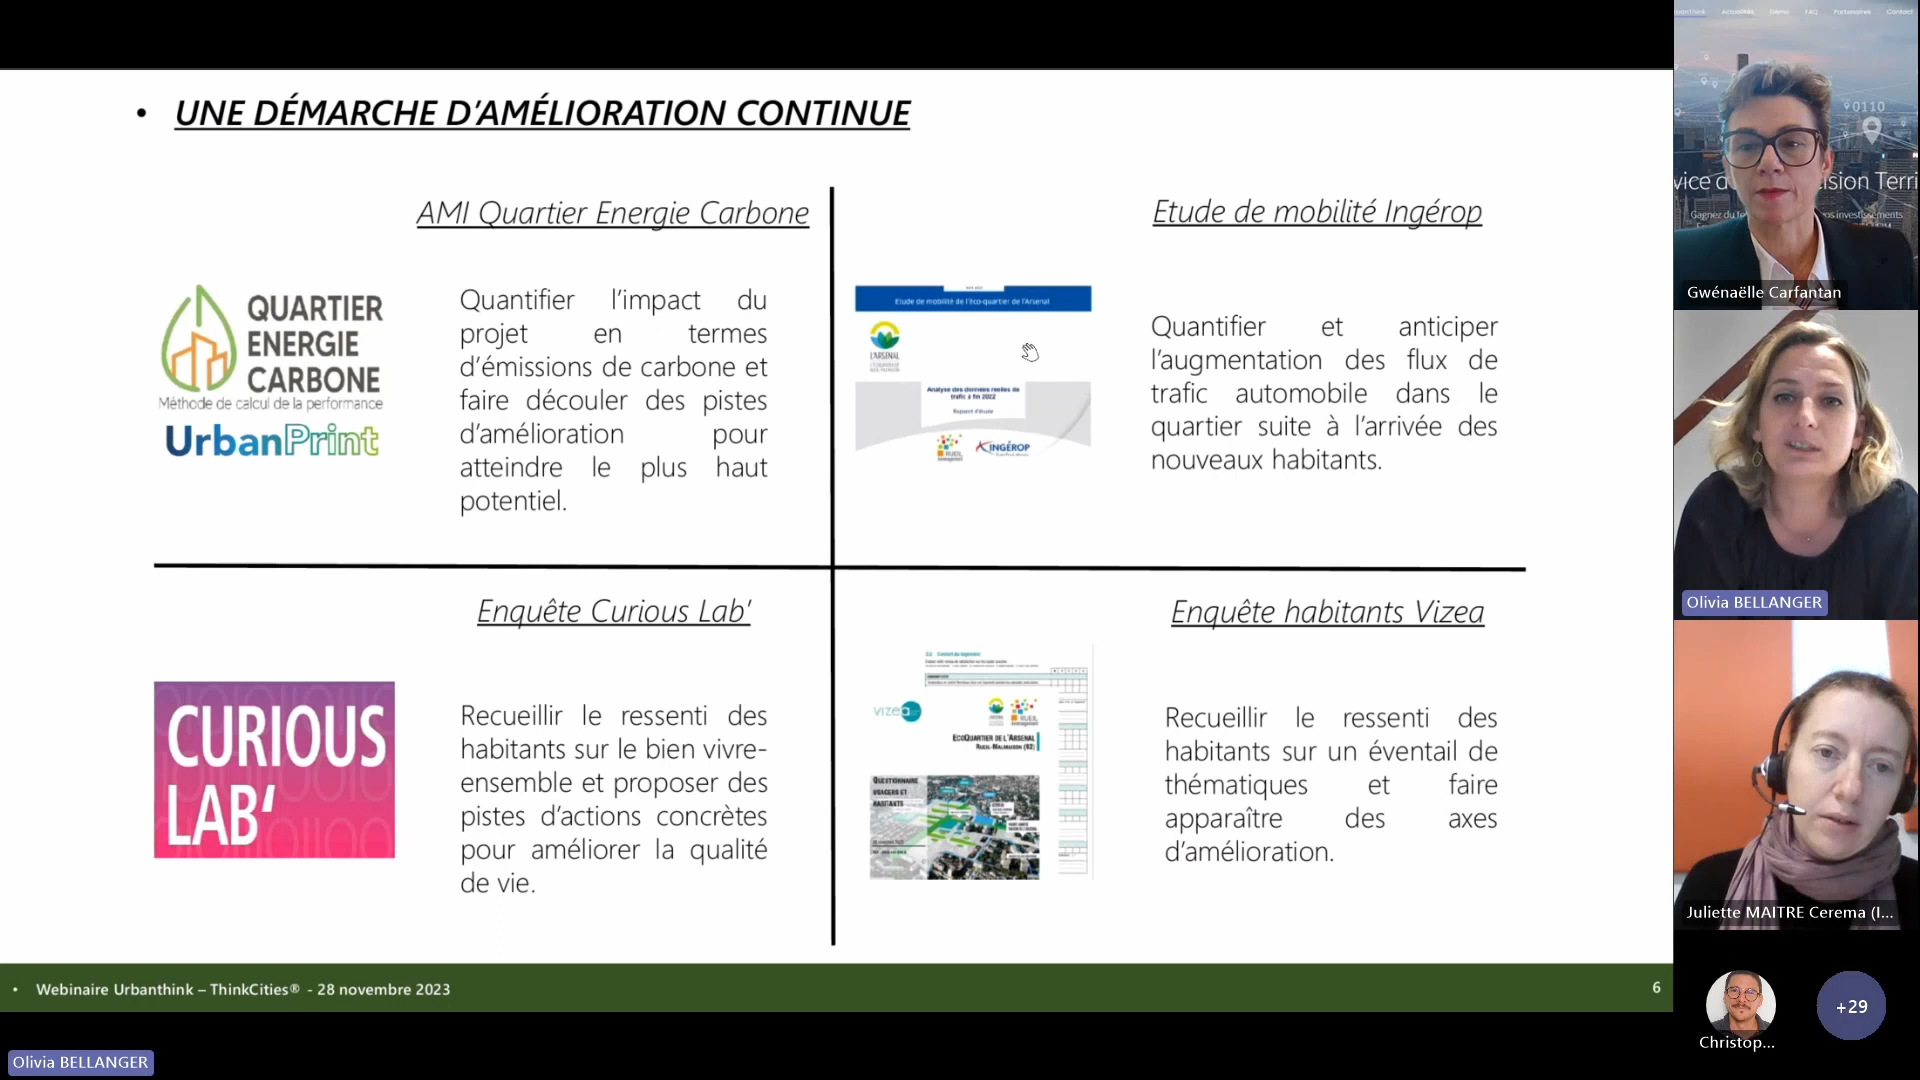 • UNE DÉMARCHE D'AMÉLIORATION CONTINUE
AMI Quartier Energie Carbone
QUARTIER
ENERGIE
CARBONE
Méthode de calcul de la performance
UrbanPrint
Quantifier l'impact du
projet en termes
d'émissions de carbone et
faire découler des pistes
d'amélioration pour
atteindre le plus haut
potentiel.
Etude de mobilité Ingérop
Etude de mobilité de l'éco-quartier de l'Arsenal
L'ARSENAL
Analyse des données réelles de
trafic à fin 2022
Rapport d'étude
RUEIL
INGÉROP
Quantifier et anticiper
l'augmentation des flux de
trafic automobile dans le
quartier suite à l'arrivée des
nouveaux habitants.
Enquête Curious Lab'
CURIOUS
LAB'
Recueillir le ressenti des
habitants sur le bien vivre-
ensemble et proposer des
pistes d'actions concrètes
pour améliorer la qualité
de vie.
Enquête habitants Vizea
vizea
RUEIL
ECOQUARTIER DE L'ARSENAL
RUEIL-MALMAISON (92)
QUESTIONNAIRE
USAGERS ET
HABITANTS
Recueillir le ressenti des
habitants sur un éventail de
thématiques et faire
apparaître des axes
d'amélioration.
• Webinaire Urbanthink – ThinkCities® - 28 novembre 2023
6
Olivia BELLANGER
Actualités Démo FAQ Partenaires Contact
0110
Gwénaëlle Carfantan
Olivia BELLANGER
Juliette MAITRE Cerema (I...
Christop...
+29